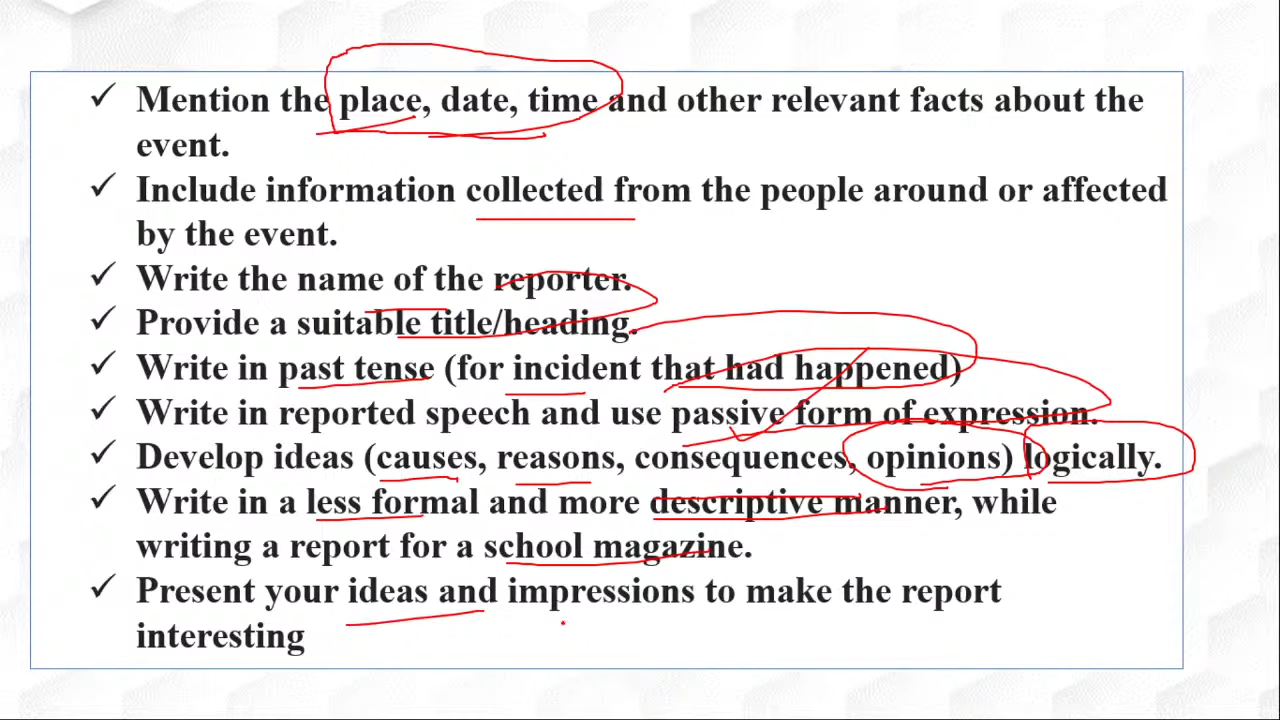 ✓ Mention the place, date, time and other relevant facts about the
event.
✓ Include information collected from the people around or affected
by the event.
✓ Write the name of the reporter.
✓ Provide a suitable title/heading.
✓ Write in past tense (for incident that had happened)
✓ Write in reported speech and use passive form of expression.
✓ Develop ideas (causes, reasons, consequences, opinions) logically.
✓ Write in a less formal and more descriptive manner, while
writing a report for a school magazine.
✓ Present your ideas and impressions to make the report
interesting